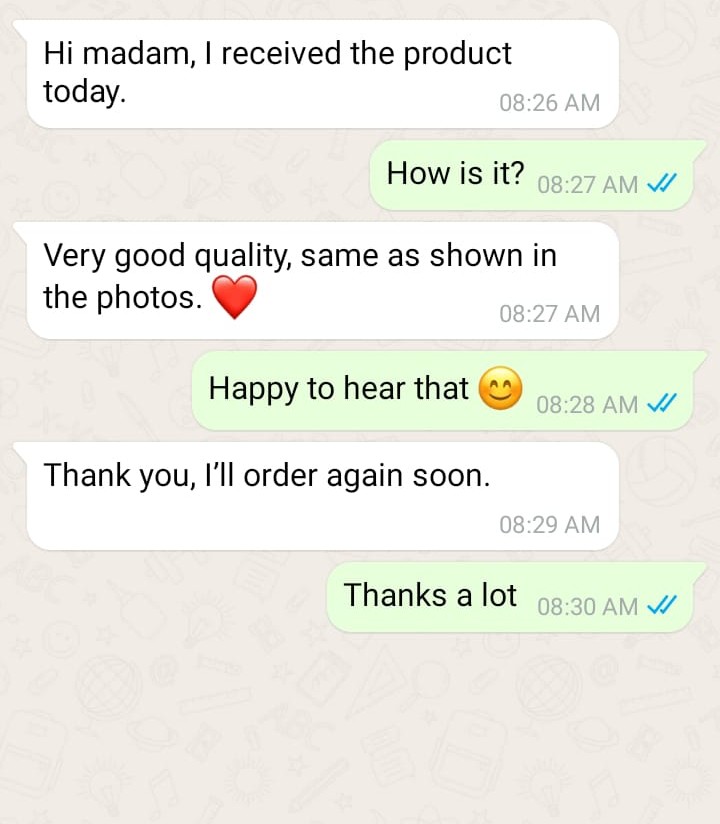 Hi madam, I received the product
today.
08:26 AM
How is it? 08:27 AM
Very good quality, same as shown in
the photos. ❤️
08:27 AM
Happy to hear that 😊 08:28 AM
Thank you, I’ll order again soon.
08:29 AM
Thanks a lot 08:30 AM